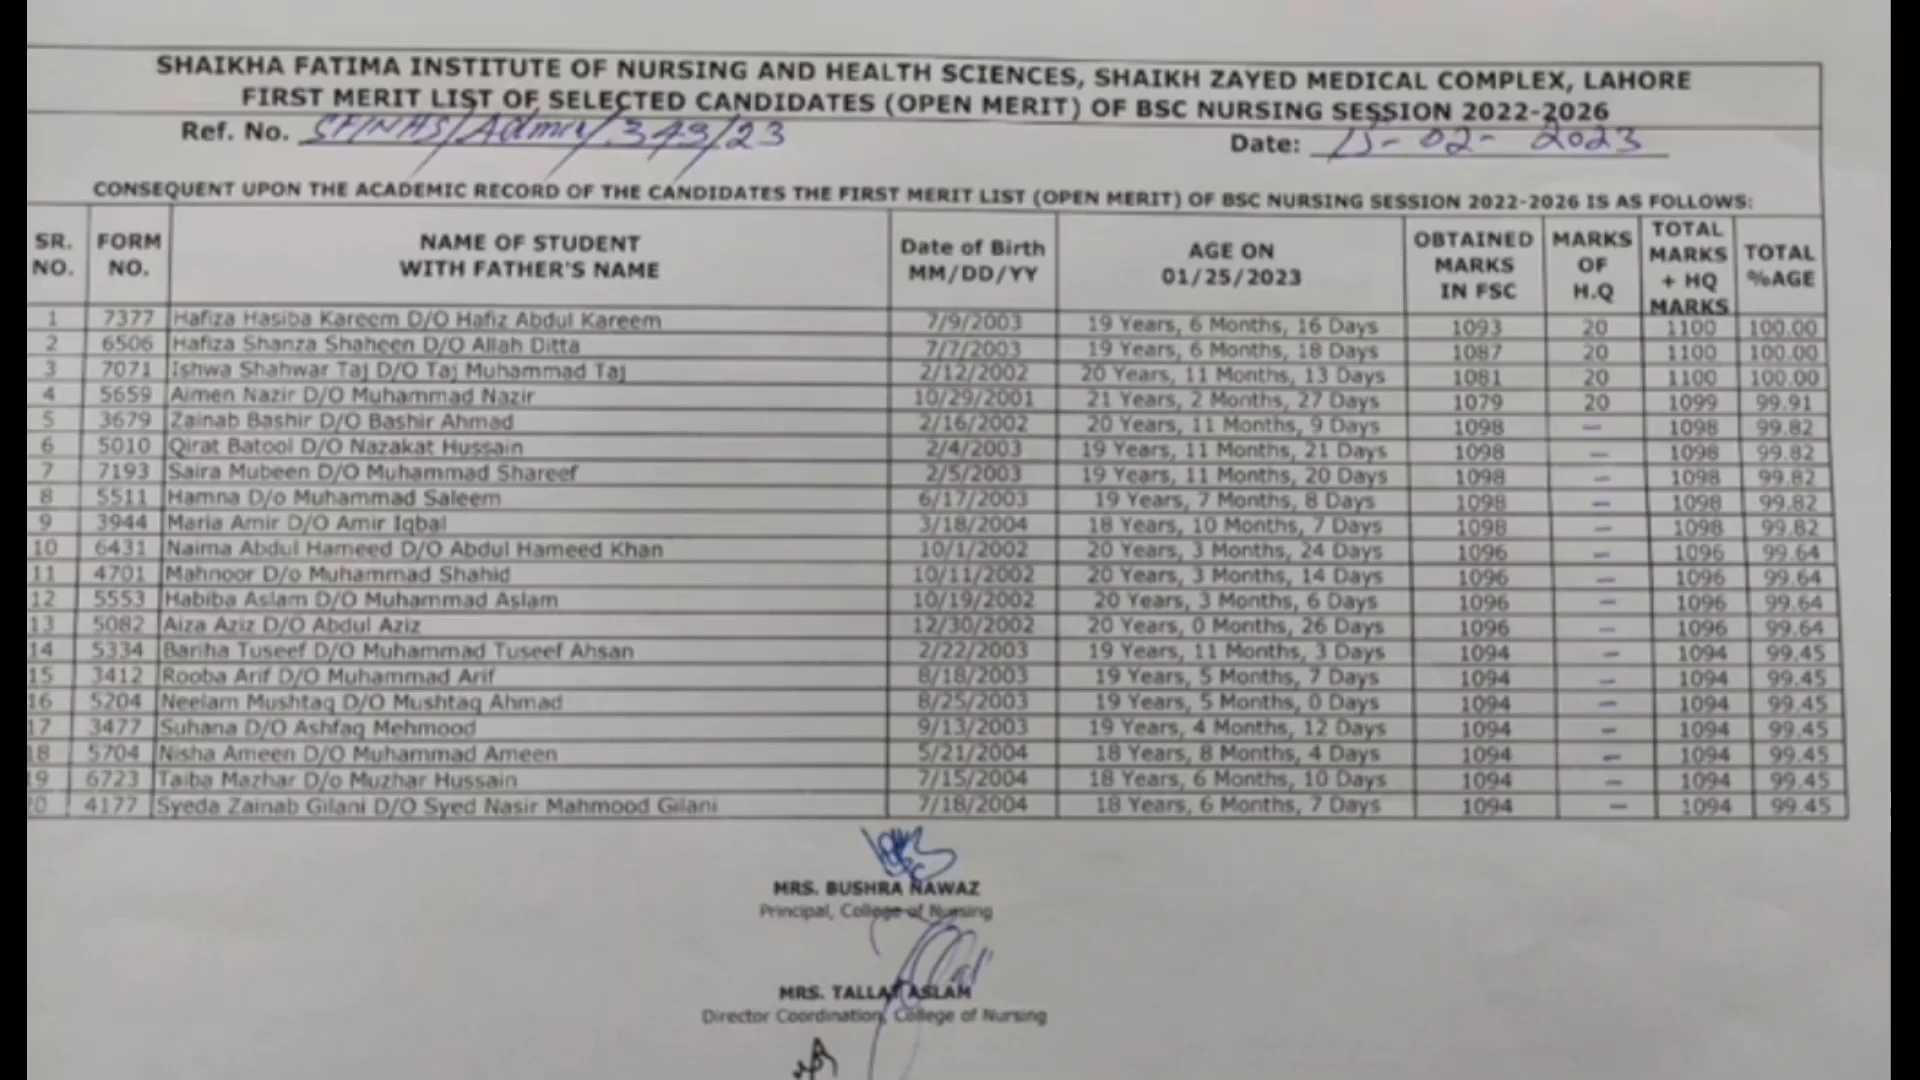 SHAIKHA FATIMA INSTITUTE OF NURSING AND HEALTH SCIENCES, SHAIKH ZAYED MEDICAL COMPLEX, LAHORE
FIRST MERIT LIST OF SELECTED CANDIDATES (OPEN MERIT) OF BSC NURSING SESSION 2022-2026
Ref. No. SFINHS/Admn/343/23 Date: 15-02-2023
CONSEQUENT UPON THE ACADEMIC RECORD OF THE CANDIDATES THE FIRST MERIT LIST (OPEN MERIT) OF BSC NURSING SESSION 2022-2026 IS AS FOLLOWS:
SR. NO. FORM NO. NAME OF STUDENT WITH FATHER'S NAME Date of Birth MM/DD/YY AGE ON 01/25/2023 OBTAINED MARKS IN FSC MARKS OF H.Q TOTAL MARKS + HQ MARKS TOTAL %AGE
1 7377 Hafiza Hasiba Kareem D/O Hafiz Abdul Kareem 7/9/2003 19 Years, 6 Months, 16 Days 1093 20 1100 100.00
2 6506 Hafiza Shanza Shaheen D/O Allah Ditta 7/7/2003 19 Years, 6 Months, 18 Days 1087 20 1100 100.00
3 7071 Ishwa Shahwar Taj D/O Taj Muhammad Taj 2/12/2002 20 Years, 11 Months, 13 Days 1081 20 1100 100.00
4 5659 Aimen Nazir D/O Muhammad Nazir 10/29/2001 21 Years, 2 Months, 27 Days 1079 20 1099 99.91
5 3679 Zainab Bashir D/O Bashir Ahmad 2/16/2002 20 Years, 11 Months, 9 Days 1098 — 1098 99.82
6 5010 Qirat Batool D/O Nazakat Hussain 2/4/2003 19 Years, 11 Months, 21 Days 1098 — 1098 99.82
7 7193 Saira Mubeen D/O Muhammad Shareef 2/5/2003 19 Years, 11 Months, 20 Days 1098 — 1098 99.82
8 5511 Hamna D/o Muhammad Saleem 6/17/2003 19 Years, 7 Months, 8 Days 1098 — 1098 99.82
9 3944 Maria Amir D/O Amir Iqbal 3/18/2004 18 Years, 10 Months, 7 Days 1098 — 1098 99.82
10 6431 Naima Abdul Hameed D/O Abdul Hameed Khan 10/1/2002 20 Years, 3 Months, 24 Days 1096 — 1096 99.64
11 4701 Mahnoor D/o Muhammad Shahid 10/11/2002 20 Years, 3 Months, 14 Days 1096 — 1096 99.64
12 5553 Habiba Aslam D/O Muhammad Aslam 10/19/2002 20 Years, 3 Months, 6 Days 1096 — 1096 99.64
13 5082 Aiza Aziz D/O Abdul Aziz 12/30/2002 20 Years, 0 Months, 26 Days 1096 — 1096 99.64
14 5334 Bariha Tuseef D/O Muhammad Tuseef Ahsan 2/22/2003 19 Years, 11 Months, 3 Days 1094 — 1094 99.45
15 3412 Rooba Arif D/O Muhammad Arif 8/18/2003 19 Years, 5 Months, 7 Days 1094 — 1094 99.45
16 5204 Neelam Mushtaq D/O Mushtaq Ahmad 8/25/2003 19 Years, 5 Months, 0 Days 1094 — 1094 99.45
17 3477 Suhana D/O Ashfaq Mehmood 9/13/2003 19 Years, 4 Months, 12 Days 1094 — 1094 99.45
18 5704 Nisha Ameen D/O Muhammad Ameen 5/21/2004 18 Years, 8 Months, 4 Days 1094 — 1094 99.45
19 6723 Taiba Mazhar D/o Muzhar Hussain 7/15/2004 18 Years, 6 Months, 10 Days 1094 — 1094 99.45
20 4177 Syeda Zainab Gilani D/O Syed Nasir Mahmood Gilani 7/18/2004 18 Years, 6 Months, 7 Days 1094 — 1094 99.45
MRS. BUSHRA NAWAZ
Principal, College of Nursing
MRS. TALLAT ASLAM
Director Coordination, College of Nursing